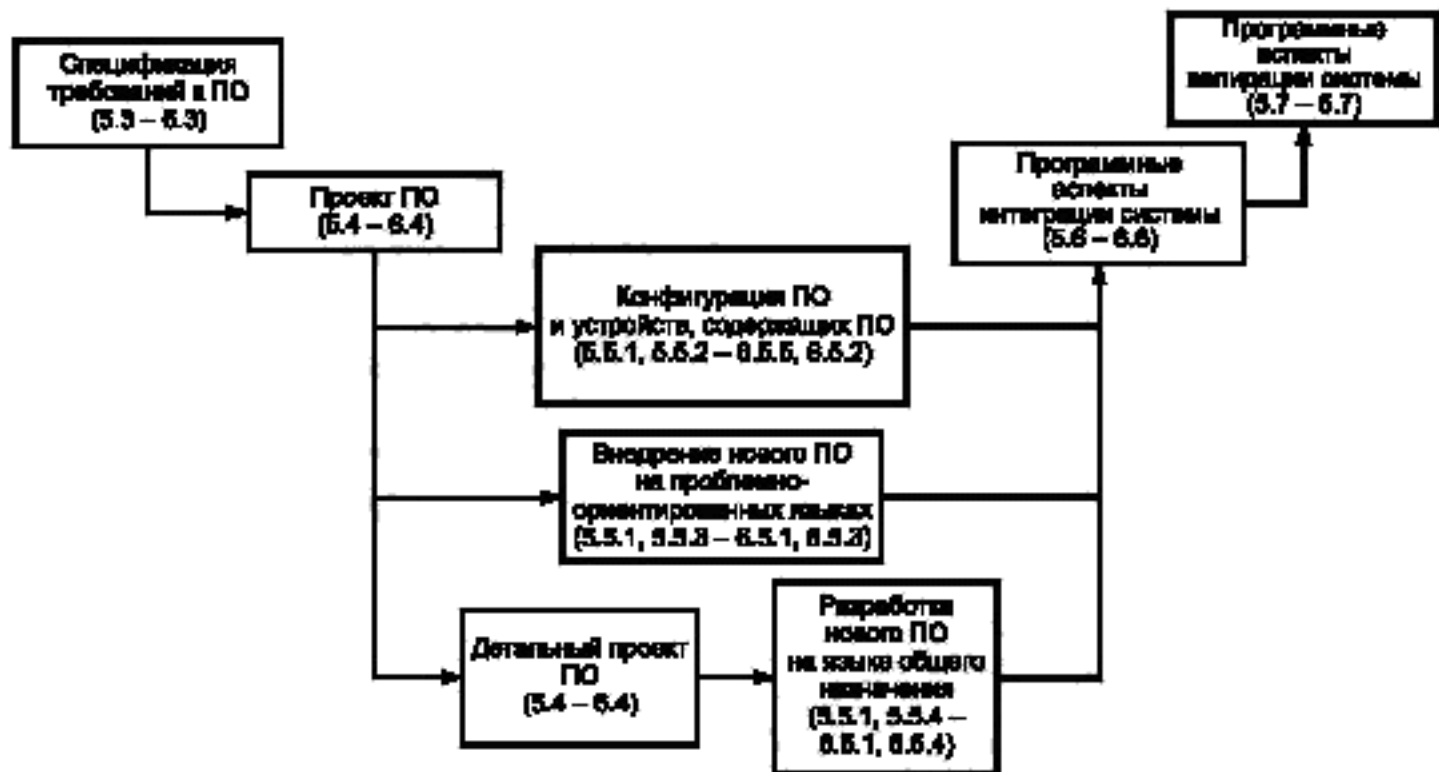 Спецификация
требований к ПО
(5.3 – 6.3)
Проект ПО
(5.4 – 6.4)
Конфигурация ПО
и устройств, содержащих ПО
(5.5.1, 5.5.2 – 6.5.5, 6.5.2)
Внедрение нового ПО
на проблемно-
ориентированных языках
(5.5.1, 5.5.3 – 6.5.1, 6.5.3)
Детальный проект
ПО
(5.4 – 6.4)
Разработка
нового ПО
на языке общего
назначения
(5.5.1, 5.5.4 –
6.5.1, 6.5.4)
Программные
аспекты
интеграции системы
(5.6 – 6.6)
Программные
аспекты
валидации системы
(5.7 – 6.7)